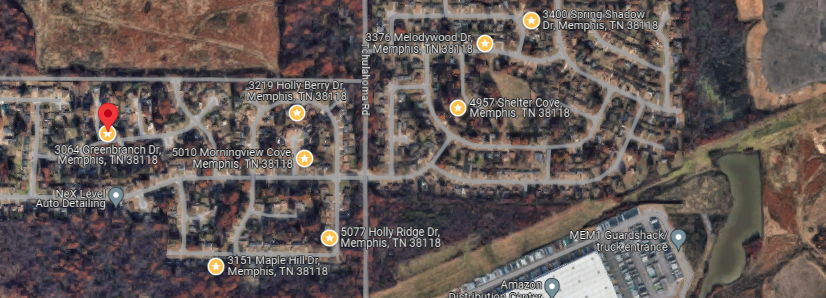 3400 Spring Shadow
Dr, Memphis, TN 38118
3376 Melodywood Dr,
Memphis, TN 38118
Tchulahoma Rd
3219 Holly Berry Dr,
Memphis, TN 38118
4957 Shelter Cove,
Memphis, TN 38118
3064 Greenbranch Dr,
Memphis, TN 38118
5010 Morningview Cove,
Memphis, TN 38118
NeX Level
Auto Detailing
5077 Holly Ridge Dr,
Memphis, TN 38118
MEM1 Guardshack/
truck entrance
3151 Maple Hill Dr,
Memphis, TN 38118
Amazon
Distribution Center